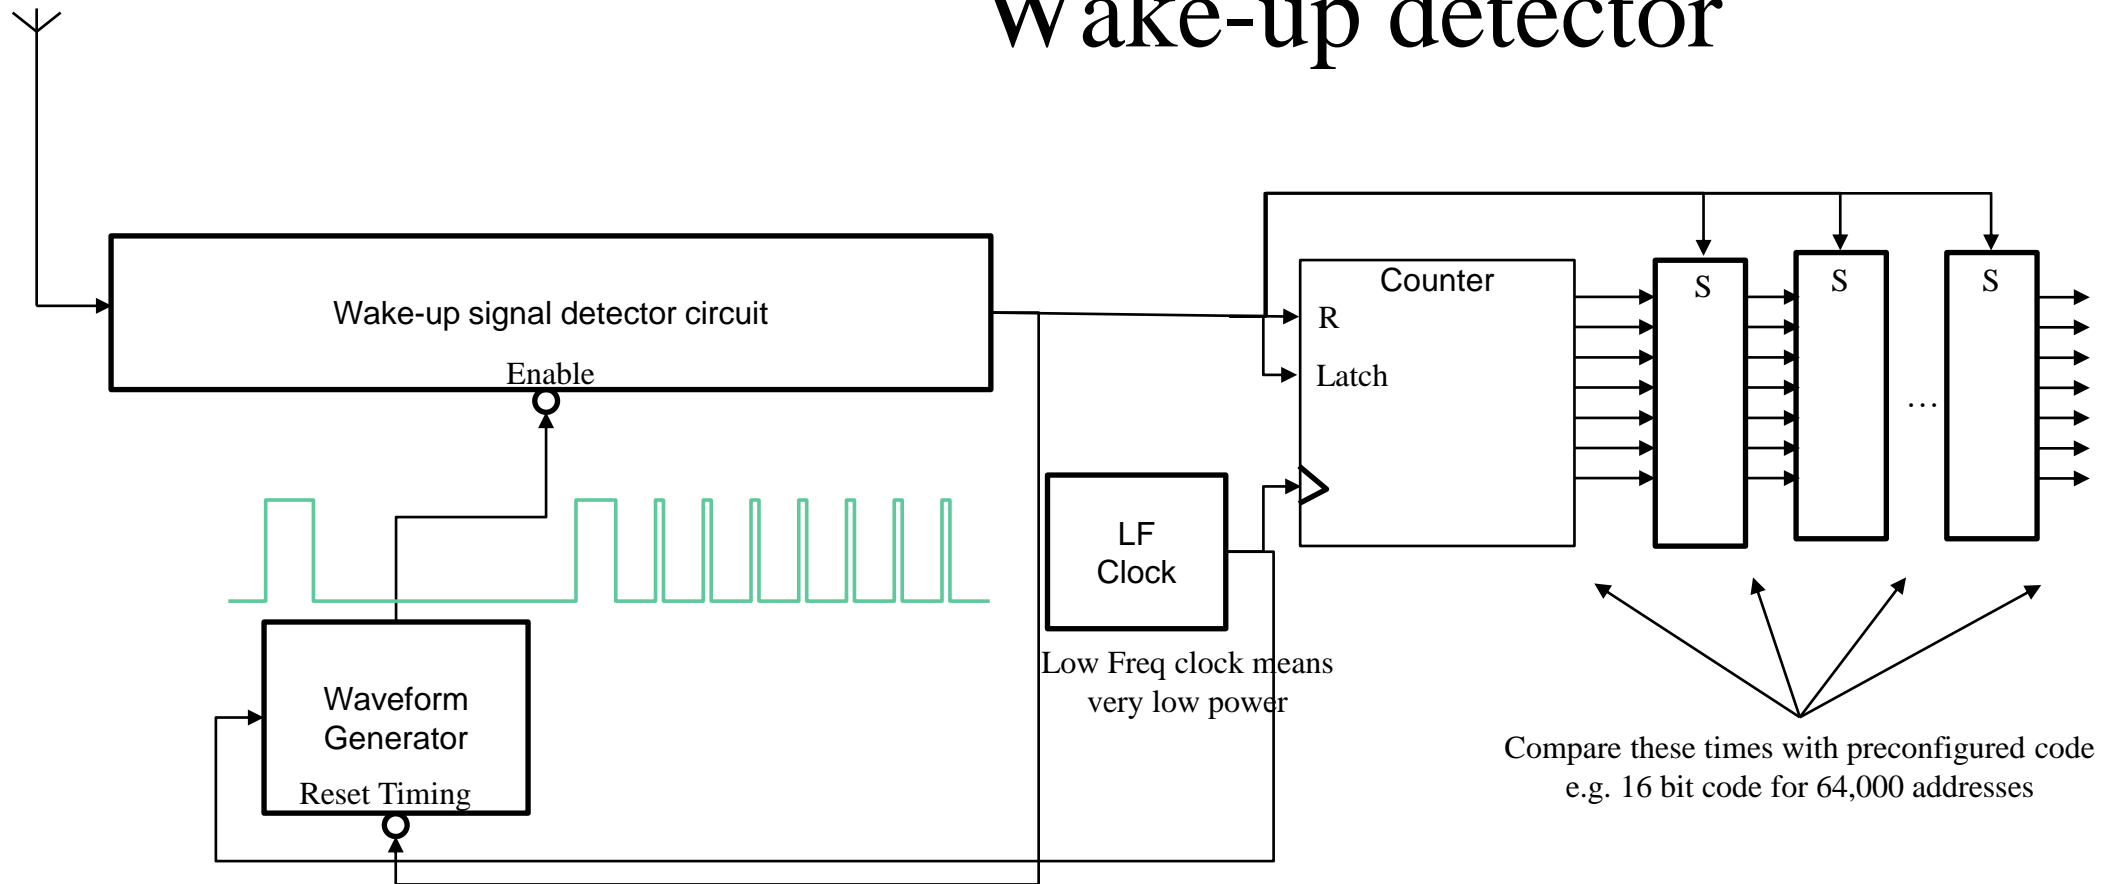 Wake-up detector
Wake-up signal detector circuit
Enable
Counter
R
Latch
S
S
…
S
LF
Clock
Low Freq clock means
very low power
Waveform
Generator
Reset Timing
Compare these times with preconfigured code
e.g. 16 bit code for 64,000 addresses